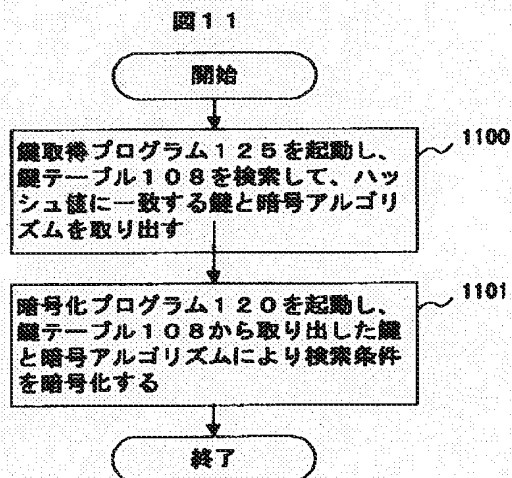 図１１
開始
1100
鍵取得プログラム１２５を起動し、
鍵テーブル１０８を検索して、ハッ
シュ値に一致する鍵と暗号アルゴリ
ズムを取り出す
1101
暗号化プログラム１２０を起動し、
鍵テーブル１０８から取り出した鍵
と暗号アルゴリズムにより検索条件
を暗号化する
終了